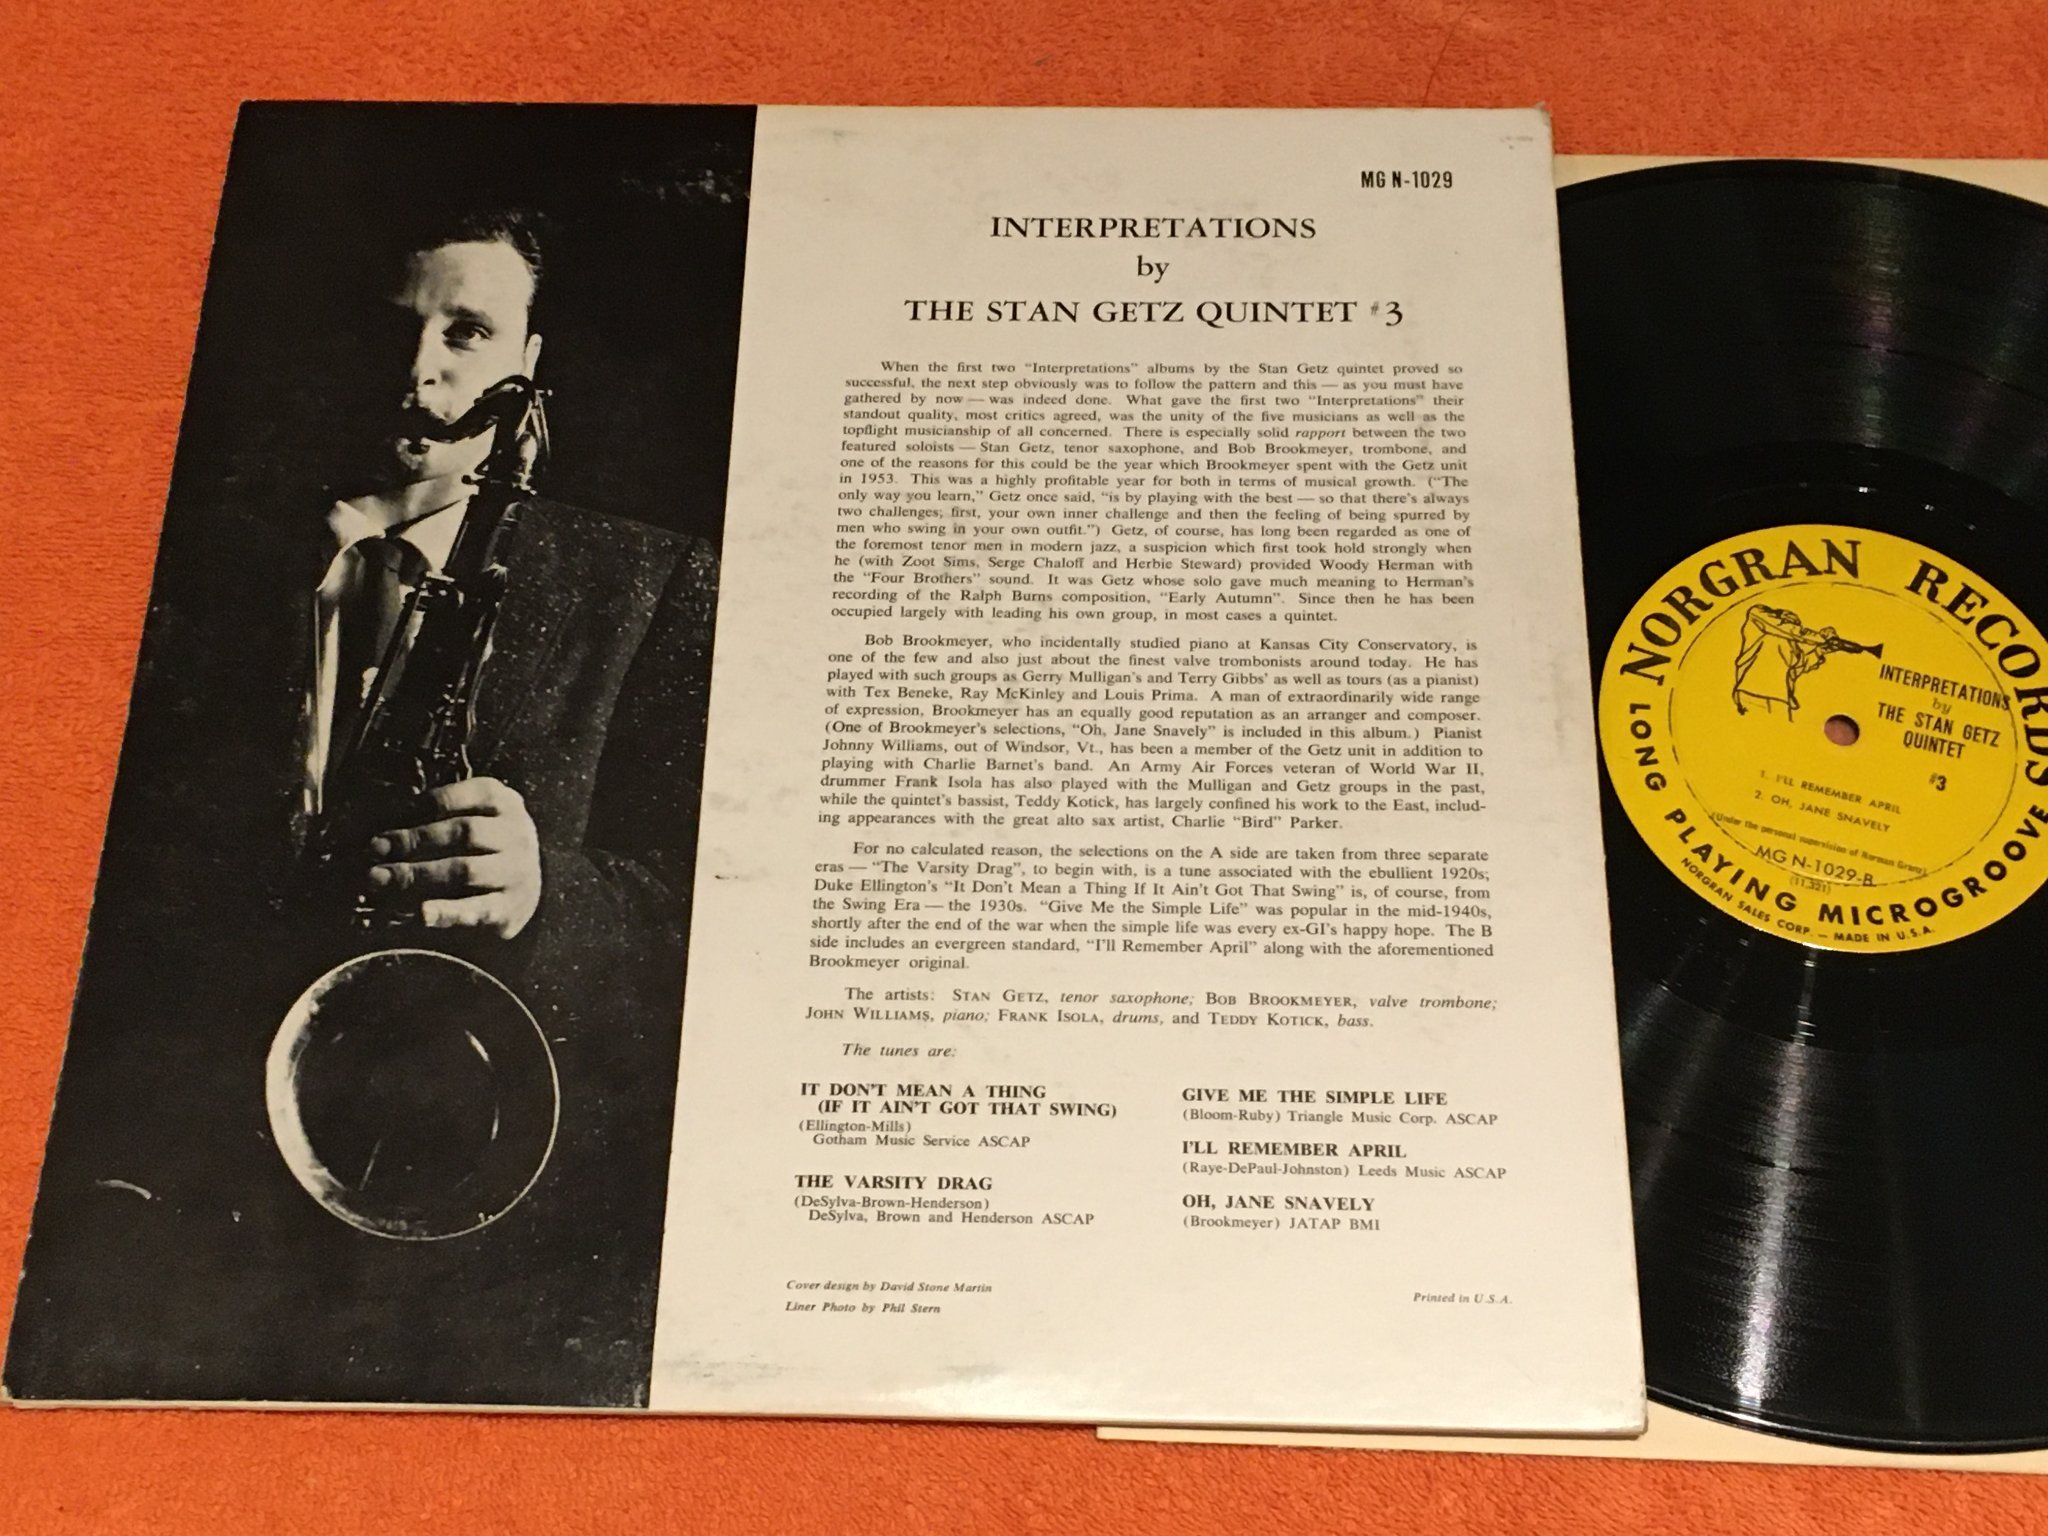 MG N-1029
INTERPRETATIONS
by
THE STAN GETZ QUINTET #3
When the first two "Interpretations" albums by the Stan Getz quintet proved so
successful, the next step obviously was to follow the pattern and this — as you must have
gathered by now — was indeed done. What gave the first two "Interpretations" their
standout quality, most critics agreed, was the unity of the five musicians as well as the
topflight musicianship of all concerned. There is especially solid rapport between the two
featured soloists — Stan Getz, tenor saxophone, and Bob Brookmeyer, trombone, and
one of the reasons for this could be the year which Brookmeyer spent with the Getz unit
in 1953. This was a highly profitable year for both in terms of musical growth. ("The
only way you learn," Getz once said, "is by playing with the best — so that there's always
two challenges; first, your own inner challenge and then the feeling of being spurred by
men who swing in your own outfit.") Getz, of course, has long been regarded as one of
the foremost tenor men in modern jazz, a suspicion which first took hold strongly when
he (with Zoot Sims, Serge Chaloff and Herbie Steward) provided Woody Herman with
the "Four Brothers" sound. It was Getz whose solo gave much meaning to Herman's
recording of the Ralph Burns composition, "Early Autumn". Since then he has been
occupied largely with leading his own group, in most cases a quintet.
Bob Brookmeyer, who incidentally studied piano at Kansas City Conservatory, is
one of the few and also just about the finest valve trombonists around today. He has
played with such groups as Gerry Mulligan's and Terry Gibbs' as well as tours (as a pianist)
with Tex Beneke, Ray McKinley and Louis Prima. A man of extraordinarily wide range
of expression, Brookmeyer has an equally good reputation as an arranger and composer.
(One of Brookmeyer's selections, "Oh, Jane Snavely" is included in this album.) Pianist
Johnny Williams, out of Windsor, Vt., has been a member of the Getz unit in addition to
playing with Charlie Barnet's band. An Army Air Forces veteran of World War II,
drummer Frank Isola has also played with the Mulligan and Getz groups in the past,
while the quintet's bassist, Teddy Kotick, has largely confined his work to the East, includ-
ing appearances with the great alto sax artist, Charlie "Bird" Parker.
For no calculated reason, the selections on the A side are taken from three separate
eras — "The Varsity Drag", to begin with, is a tune associated with the ebullient 1920s;
Duke Ellington's "It Don't Mean a Thing If It Ain't Got That Swing" is, of course, from
the Swing Era — the 1930s. "Give Me the Simple Life" was popular in the mid-1940s,
shortly after the end of the war when the simple life was every ex-GI's happy hope. The B
side includes an evergreen standard, "I'll Remember April" along with the aforementioned
Brookmeyer original.
The artists: STAN GETZ, tenor saxophone; BOB BROOKMEYER, valve trombone;
JOHN WILLIAMS, piano; FRANK ISOLA, drums, and TEDDY KOTICK, bass.
The tunes are:
IT DON'T MEAN A THING
(IF IT AIN'T GOT THAT SWING)
(Ellington-Mills)
Gotham Music Service ASCAP
THE VARSITY DRAG
(DeSylva-Brown-Henderson)
DeSylva, Brown and Henderson ASCAP
GIVE ME THE SIMPLE LIFE
(Bloom-Ruby) Triangle Music Corp. ASCAP
I'LL REMEMBER APRIL
(Raye-DePaul-Johnston) Leeds Music ASCAP
OH, JANE SNAVELY
(Brookmeyer) JATAP BMI
Cover design by David Stone Martin
Liner Photo by Phil Stern
Printed in U.S.A.
NORGRAN RECORDS
INTERPRETATIONS
by
THE STAN GETZ
QUINTET
#3
1. I'LL REMEMBER APRIL
2. OH, JANE SNAVELY
(Under the personal supervision of Norman Granz)
MG N-1029-B
(11,321)
LONG PLAYING MICROGROOVE
NORGRAN SALES CORP. — MADE IN U.S.A.